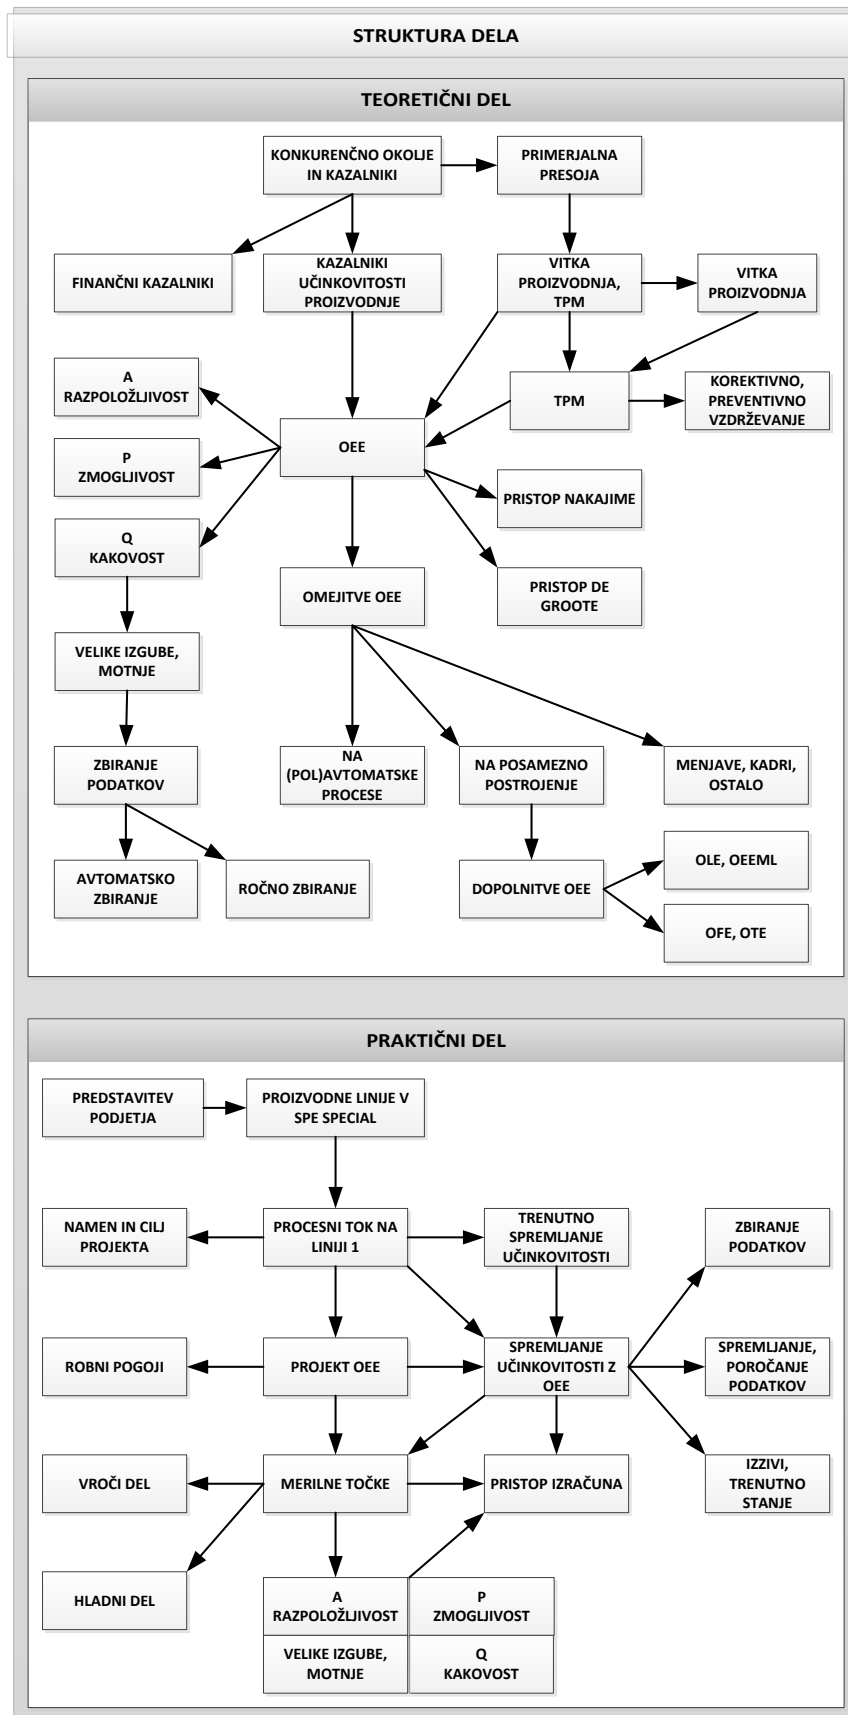 STRUKTURA DELA
TEORETIČNI DEL
KONKURENČNO OKOLJE
IN KAZALNIKI
PRIMERJALNA
PRESOJA
FINANČNI KAZALNIKI
KAZALNIKI
UČINKOVITOSTI
PROIZVODNJE
VITKA
PROIZVODNJA,
TPM
VITKA
PROIZVODNJA
A
RAZPOLOŽLJIVOST
TPM
KOREKTIVNO,
PREVENTIVNO
VZDRŽEVANJE
OEE
P
ZMOGLJIVOST
PRISTOP NAKAJIME
Q
KAKOVOST
OMEJITVE OEE
PRISTOP DE
GROOTE
VELIKE IZGUBE,
MOTNJE
ZBIRANJE
PODATKOV
NA
(POL)AVTOMATSKE
PROCESE
NA POSAMEZNO
POSTROJENJE
MENJAVE, KADRI,
OSTALO
AVTOMATSKO
ZBIRANJE
ROČNO ZBIRANJE
DOPOLNITVE OEE
OLE, OEEML
OFE, OTE
PRAKTIČNI DEL
PREDSTAVITEV
PODJETJA
PROIZVODNE LINIJE V
SPE SPECIAL
NAMEN IN CILJ
PROJEKTA
PROCESNI TOK NA
LINIJI 1
TRENUTNO
SPREMLJANJE
UČINKOVITOSTI
ZBIRANJE
PODATKOV
ROBNI POGOJI
PROJEKT OEE
SPREMLJANJE
UČINKOVITOSTI Z
OEE
SPREMLJANJE,
POROČANJE
PODATKOV
VROČI DEL
MERILNE TOČKE
PRISTOP IZRAČUNA
IZZIVI,
TRENUTNO
STANJE
HLADNI DEL
A
RAZPOLOŽLJIVOST
P
ZMOGLJIVOST
VELIKE IZGUBE,
MOTNJE
Q
KAKOVOST